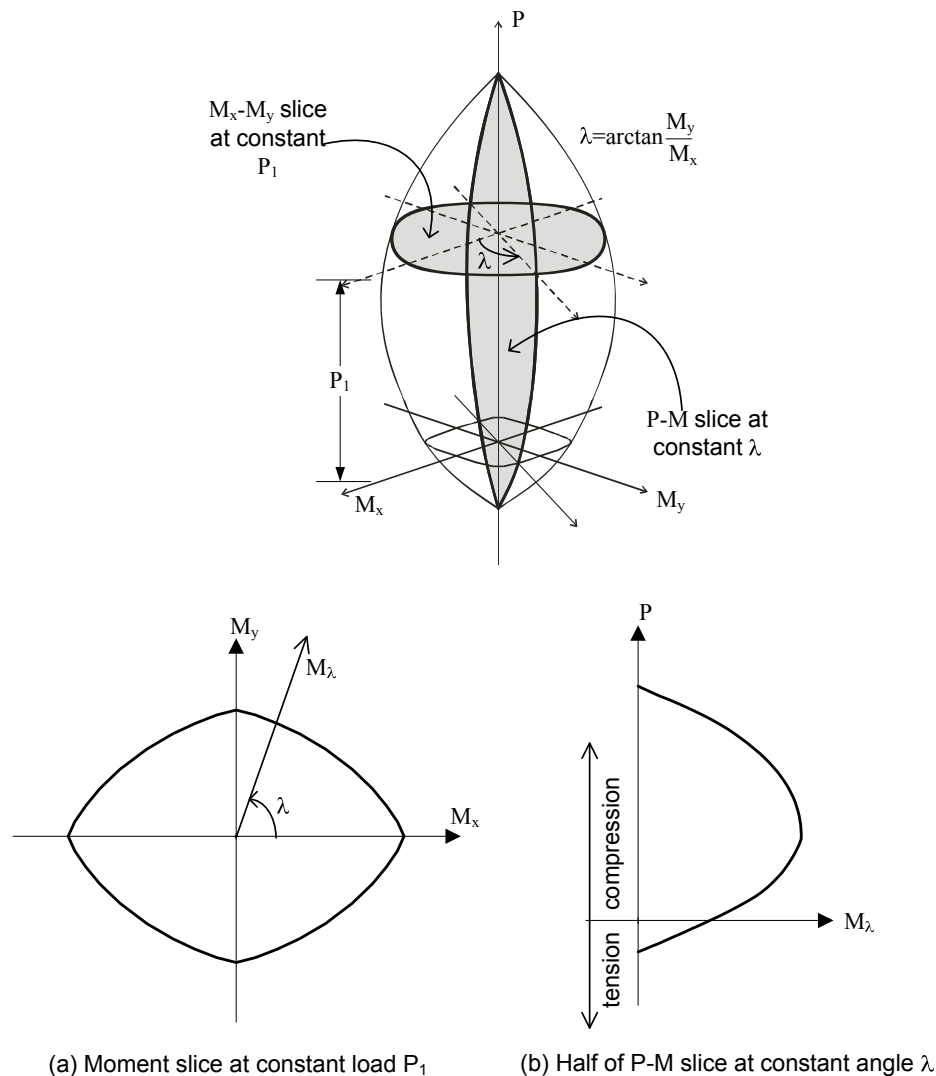 P
Mx-My slice
at constant
P1
λ=arctan My/Mx
λ
P1
P-M slice at
constant λ
Mx
My
My
Mλ
λ
Mx
P
compression
tension
Mλ
(a) Moment slice at constant load P1
(b) Half of P-M slice at constant angle λ